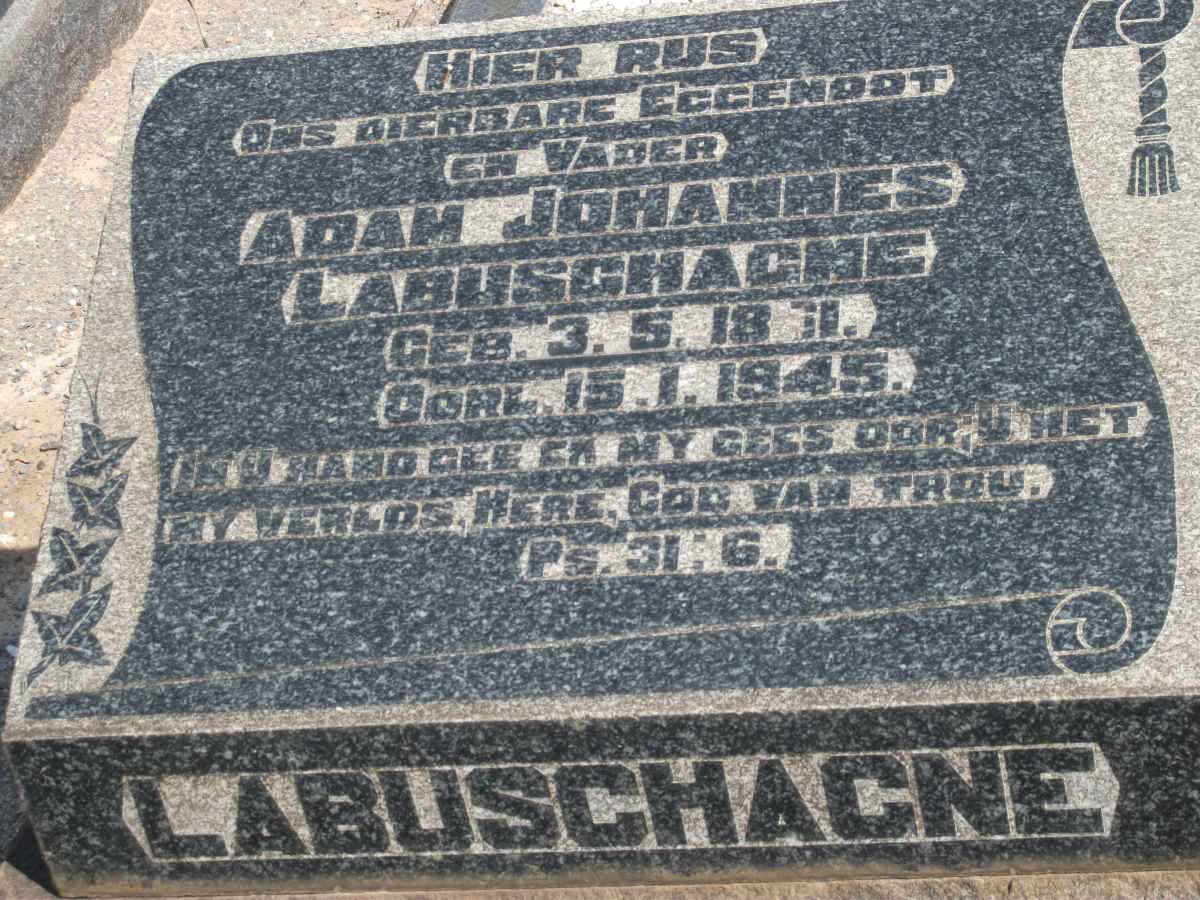 HIER RUS
ONS DIERBARE EGGENOOT
EN VADER
ADAM JOHANNES
LABUSCHAGNE
GEB. 3. 5. 1871.
OORL. 15. 1. 1945.
IN U HAND GEE EK MY GEES OOR; U HET
MY VERLOS, HERE, GOD VAN TROU.
PS. 31: 6.
LABUSCHAGNE